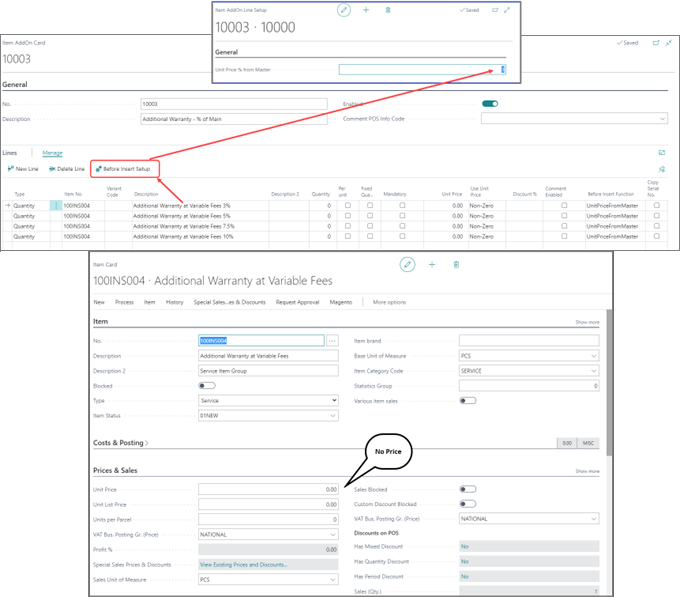 Item AddOn Line Setup
Saved
10003 · 10000
General
Unit Price % from Master
Item AddOn Card
Saved
10003
General
No. 10003 Enabled
Description Additional Warranty - % of Main Comment POS Info Code
Lines Manage
New Line Delete Line Before Insert Setup
Type Item No. Variant Code Description Description 2 Quantity Per unit Fixed Qua... Mandatory Unit Price Use Unit Price Discount % Comment Enabled Before Insert Function Copy Serial No.
Quantity 100INS004 Additional Warranty at Variable Fees 3% 0 0.00 Non-Zero UnitPriceFromMaster
Quantity 100INS004 Additional Warranty at Variable Fees 5% 0 0.00 Non-Zero UnitPriceFromMaster
Quantity 100INS004 Additional Warranty at Variable Fees 7.5% 0 0.00 Non-Zero UnitPriceFromMaster
Quantity 100INS004 Additional Warranty at Variable Fees 10% 0 0.00 Non-Zero UnitPriceFromMaster
Item Card
100INS004 · Additional Warranty at Variable Fees
New Process Item History Special Sales...es & Discounts Request Approval Magento More options
Item Show more
No. 100INS004 ... Item brand
Description Additional Warranty at Variable Fees Base Unit of Measure PCS
Description 2 Service Item Group Item Category Code SERVICE
Blocked Statistics Group 0
Type Service Various item sales
Item Status 01NEW
Costs & Posting 0.00 MISC
No Price
Prices & Sales Show more
Unit Price 0.00 Sales Blocked
Unit List Price 0.00 Custom Discount Blocked
Units per Parcel 0 VAT Bus. Posting Gr. (Price) NATIONAL
VAT Bus. Posting Gr. (Price) NATIONAL Discounts on POS
Profit % 0.00 Has Mixed Discount No
Special Sales Prices & Discounts View Existing Prices and Discounts... Has Quantity Discount No
Sales Unit of Measure PCS Has Period Discount No
Sales (Qty.) 1